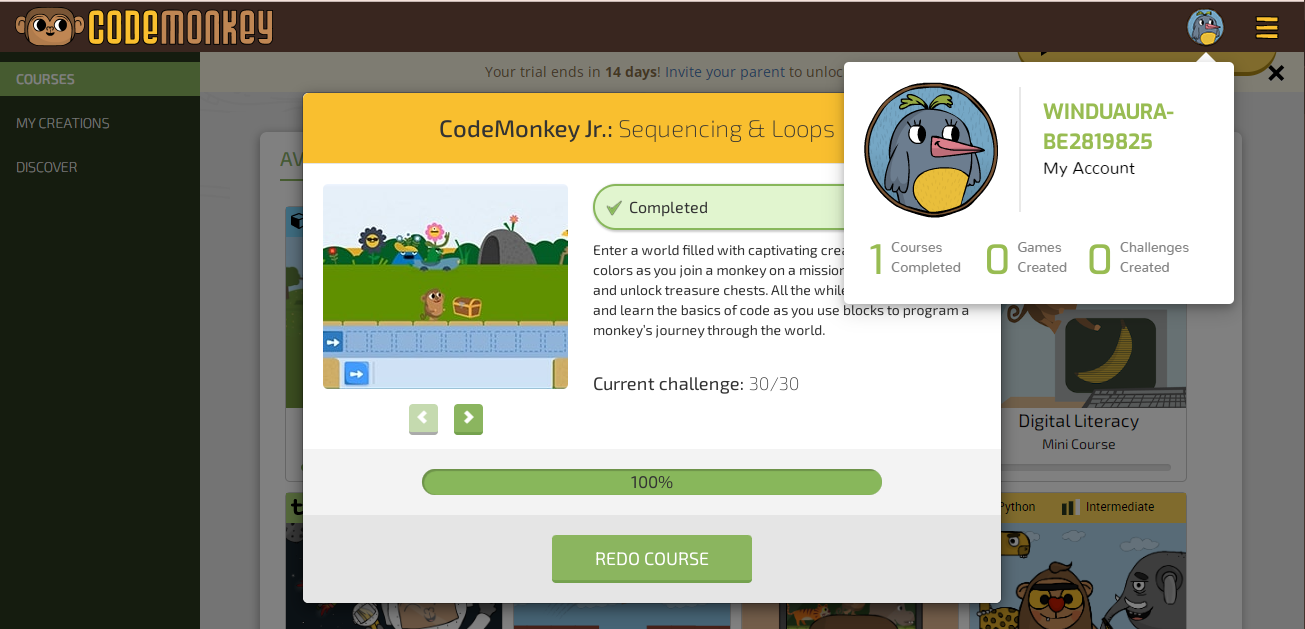 CODEMONKEY
COURSES
MY CREATIONS
DISCOVER
Your trial ends in 14 days! Invite your parent to unloc
AV
CodeMonkey Jr.: Sequencing & Loops
Completed
Enter a world filled with captivating crea
colors as you join a monkey on a mission
and unlock treasure chests. All the while
and learn the basics of code as you use blocks to program a
monkey's journey through the world.
Current challenge: 30/30
100%
REDO COURSE
WINDUAURA-
BE2819825
My Account
1 Courses Completed
0 Games Created
0 Challenges Created
Digital Literacy
Mini Course
Python
Intermediate